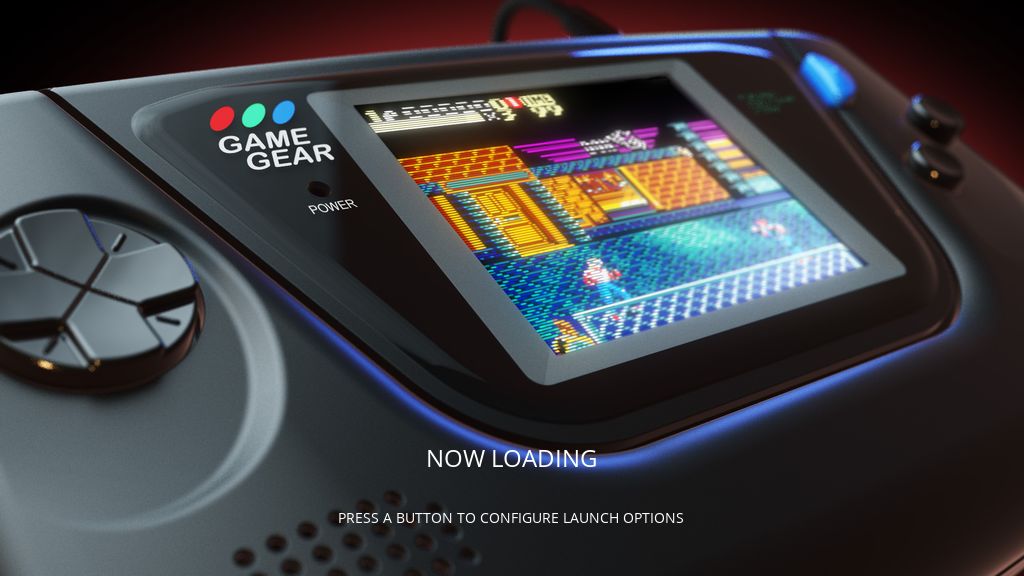 GAME
GEAR
POWER
NOW LOADING
PRESS A BUTTON TO CONFIGURE LAUNCH OPTIONS